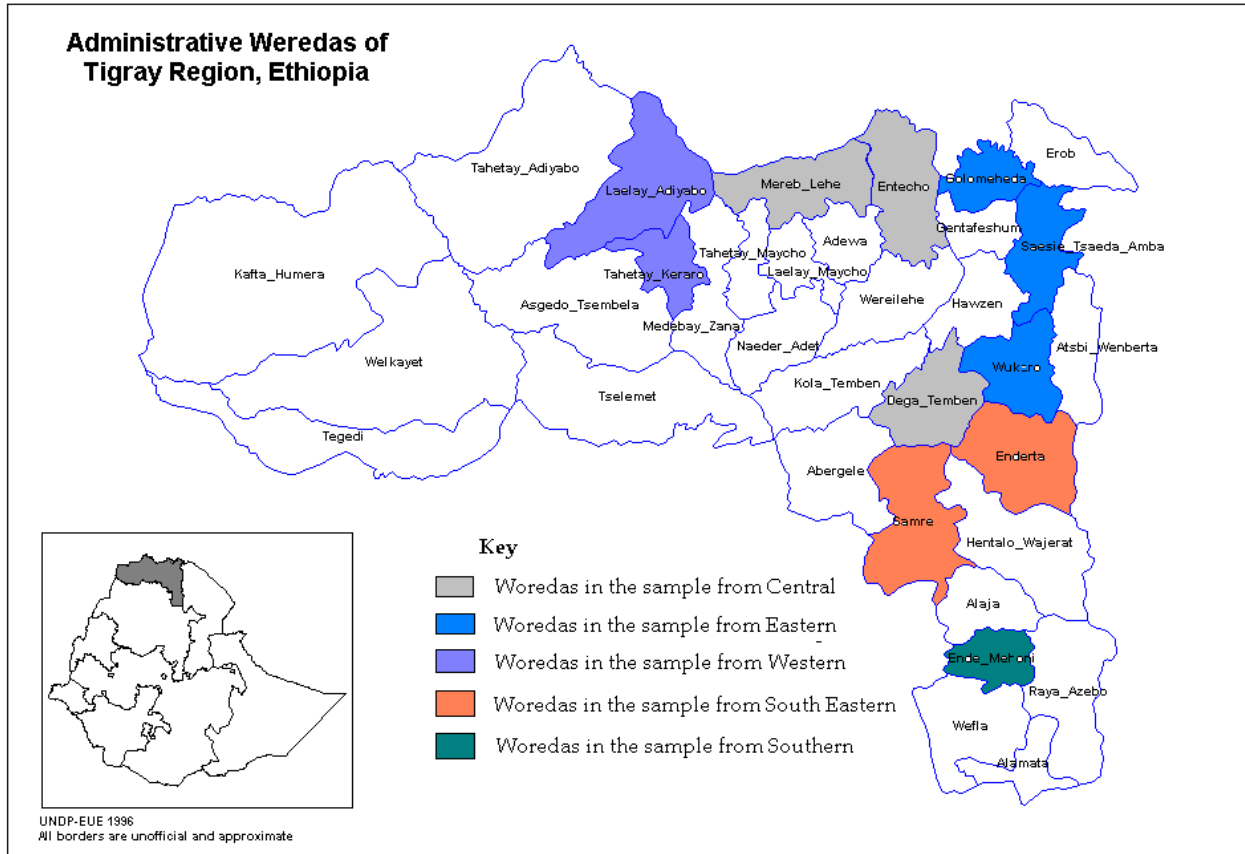 Administrative Weredas of
Tigray Region, Ethiopia
Erob
Tahetay_Adiyabo
Golomeheda
Mereb_Lehe
Entecho
Laelay_Adiyabo
Gentafeshum
Adewa
Saesie_Tsaeda_Amba
Tahetay_Maycho
Kafta_Humera
Tahetay_Keraro
Laelay_Maycho
Wereilehe
Hawzen
Asgedo_Tsembela
Medebay_Zana
Naeder_Adet
Atsbi_Wenberta
Welkayet
Wukaro
Kola_Temben
Tselemet
Dega_Temben
Tegedi
Enderta
Abergele
Samre
Hentalo_Wajerat
Alaja
Ende_Mehoni
Raya_Azebo
Wefla
Alamata
Key
Woredas in the sample from Central
Woredas in the sample from Eastern
Woredas in the sample from Western
Woredas in the sample from South Eastern
Woredas in the sample from Southern
UNDP-EUE 1996
All borders are unofficial and approximate